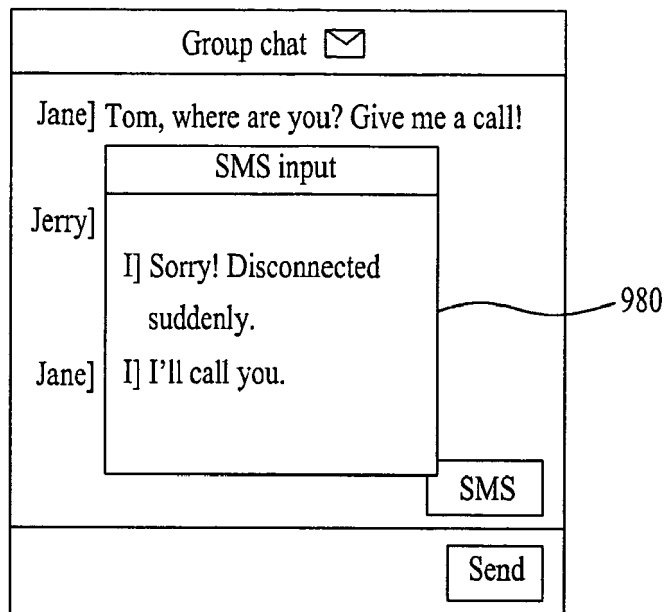 Group chat
Jane] Tom, where are you? Give me a call!
SMS input
Jerry]
I] Sorry! Disconnected
suddenly.
980
Jane]
I] I'll call you.
SMS
Send